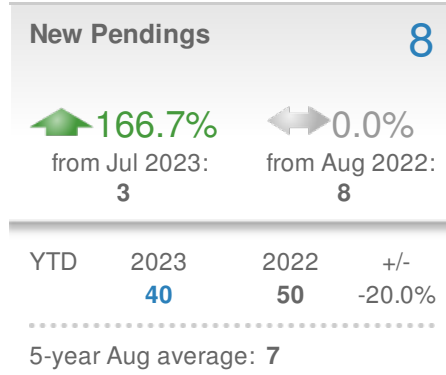 New Pendings 8
166.7% 0.0%
from Jul 2023: from Aug 2022:
3 8
YTD 2023 2022 +/-
40 50 -20.0%
5-year Aug average: 7